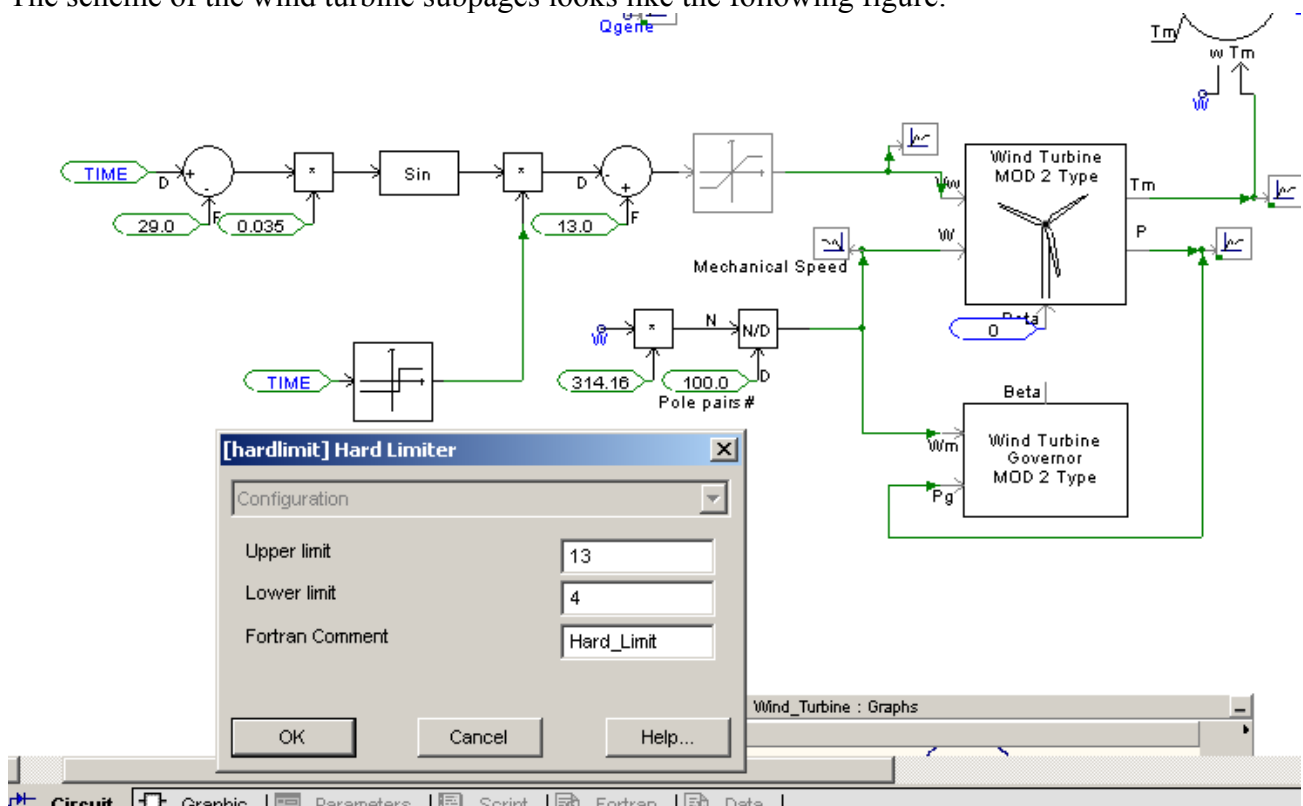 The scheme of the wind turbine subpages looks like the following figure.
Qgene
Tm
w Tm
W
TIME
D
+
-
F
29.0
*
0.035
Sin
*
D
-
+
F
13.0
Vw
Wind Turbine
MOD 2 Type
Tm
W
P
Mechanical Speed
Beta
0
W
*
N
N/D
D
314.16
100.0
Pole pairs #
TIME
Beta
Wm
Wind Turbine
Governor
MOD 2 Type
Pg
[hardlimit] Hard Limiter
Configuration
Upper limit
13
Lower limit
4
Fortran Comment
Hard_Limit
OK
Cancel
Help...
Wind_Turbine : Graphs
Circuit
Graphic
Parameters
Script
Fortran
Data